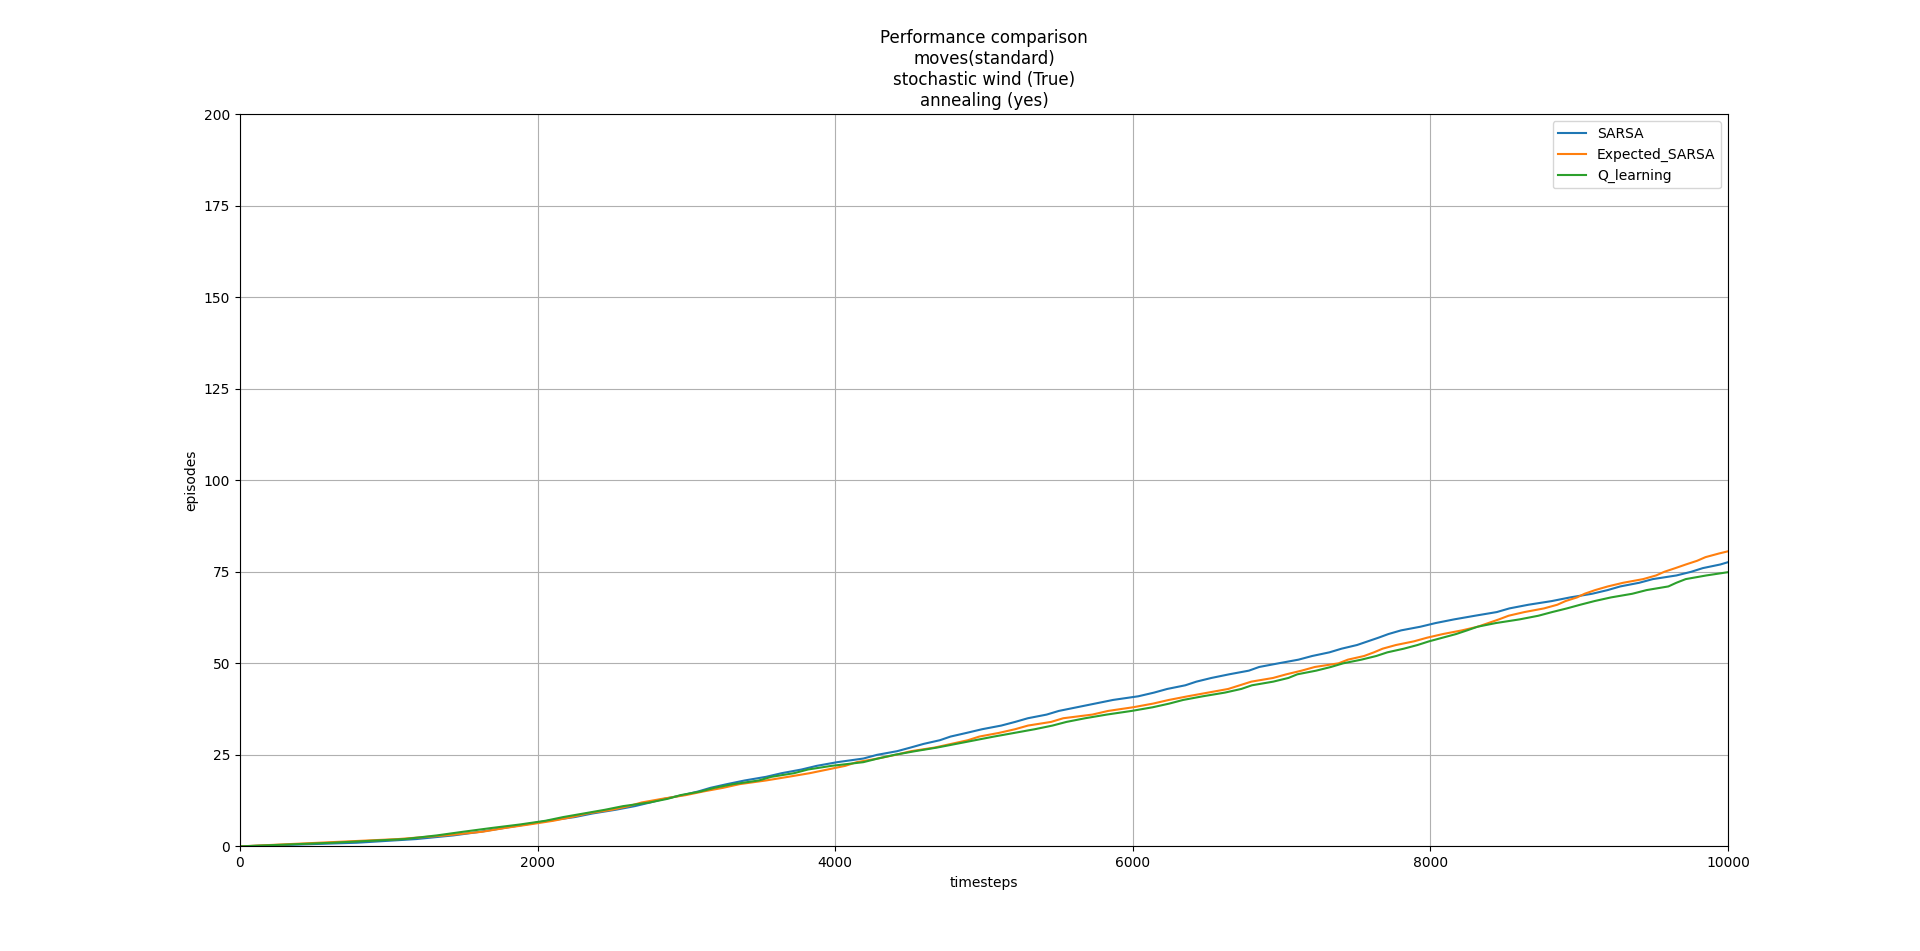 Performance comparison
moves(standard)
stochastic wind (True)
annealing (yes)
SARSA
Expected_SARSA
Q_learning
200
175
150
125
100
75
50
25
0
episodes
0 2000 4000 6000 8000 10000
timesteps